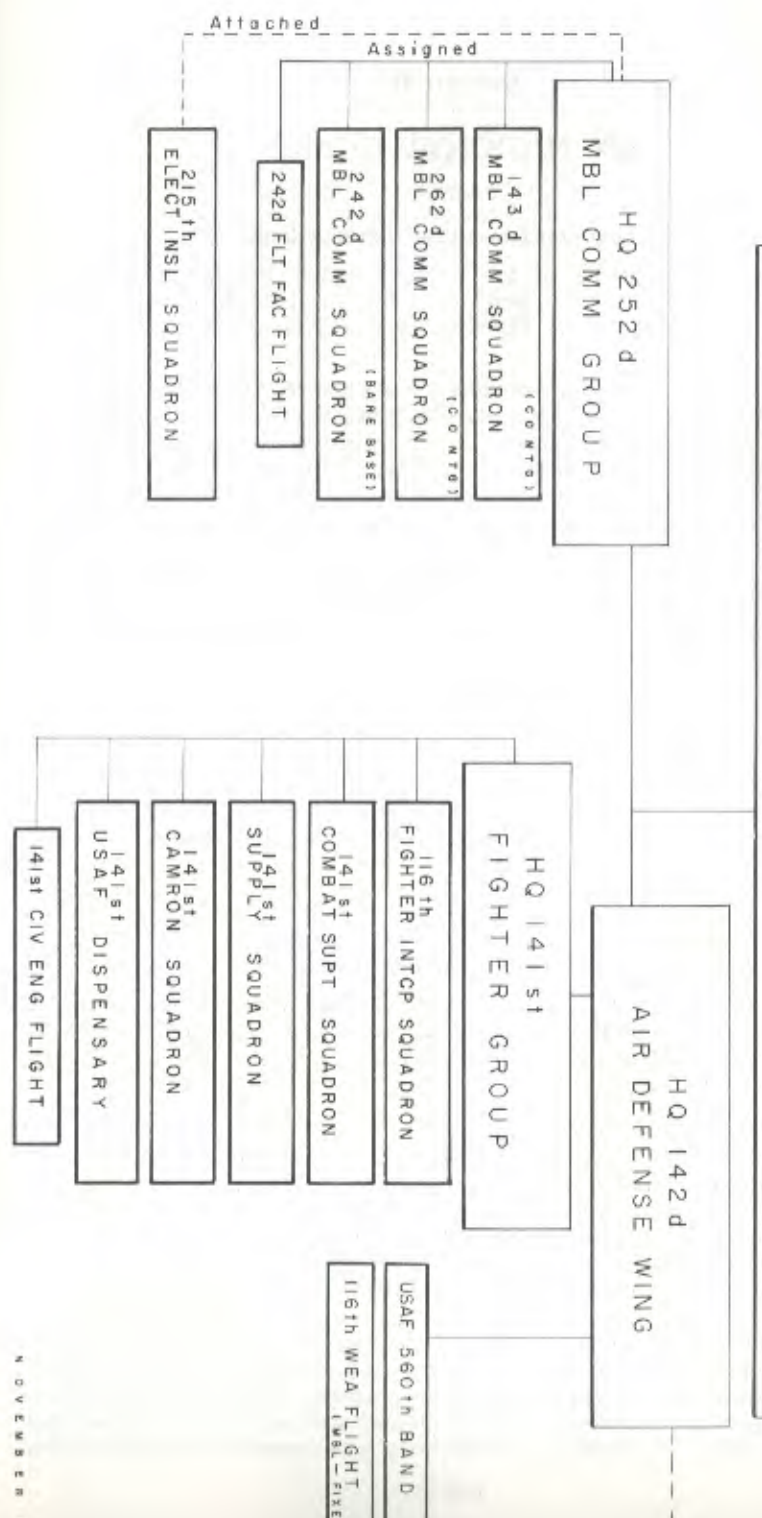 Attached
Assigned
HQ 252d
MBL COMM GROUP
(CONTG)
143d
MBL COMM SQUADRON
(CONTG)
262d
MBL COMM SQUADRON
(BARE BASE)
242d
MBL COMM SQUADRON
242d FLT FAC FLIGHT
215th
ELECT INSL SQUADRON
HQ 142d
AIR DEFENSE WING
HQ 141st
FIGHTER GROUP
116th
FIGHTER INTCP SQUADRON
141st
COMBAT SUPT SQUADRON
141st
SUPPLY SQUADRON
141st
CAMRON SQUADRON
141st
USAF DISPENSARY
141st CIV ENG FLIGHT
USAF 560th BAND
116th WEA FLIGHT
(MBL-FIXE
NOVEMBER